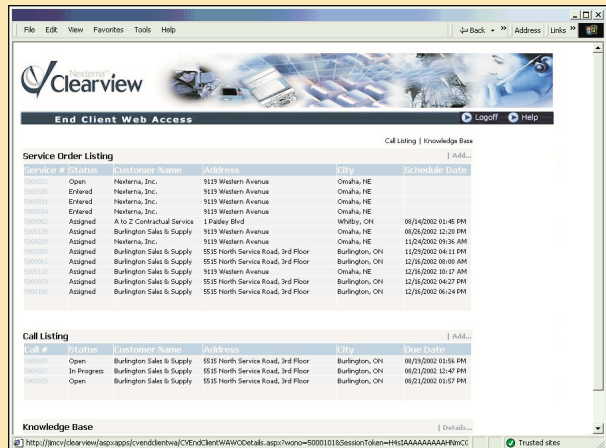 File Edit View Favorites Tools Help
Back » Address Links »
Nexterna™
Clearview
End Client Web Access
Logoff Help
Call Listing | Knowledge Base
Service Order Listing | Add...
Service # Status Customer Name Address City Schedule Date
Open Nexterna, Inc. 9119 Western Avenue Omaha, NE
Entered Nexterna, Inc. 9119 Western Avenue Omaha, NE
Entered Nexterna, Inc. 9119 Western Avenue Omaha, NE
Entered Nexterna, Inc. 9119 Western Avenue Omaha, NE
Assigned A to Z Contractual Service 1 Paisley Blvd Whitby, ON 08/14/2002 01:45 PM
Assigned Burlington Sales & Supply 9119 Western Avenue Omaha, NE 08/26/2002 12:20 PM
Assigned Nexterna, Inc. 9119 Western Avenue Omaha, NE 11/24/2002 09:36 AM
Assigned Burlington Sales & Supply 5515 North Service Road, 3rd Floor Burlington, ON 11/29/2002 04:11 PM
Assigned Burlington Sales & Supply 5515 North Service Road, 3rd Floor Burlington, ON 12/16/2002 08:00 AM
Assigned Burlington Sales & Supply 9119 Western Avenue Omaha, NE 12/16/2002 10:17 AM
Assigned Burlington Sales & Supply 5515 North Service Road, 3rd Floor Burlington, ON 12/16/2002 04:27 PM
Assigned Burlington Sales & Supply 5515 North Service Road, 3rd Floor Burlington, ON 12/16/2002 06:24 PM
Call Listing | Add...
Call # Status Customer Name Address City Due Date
Open Burlington Sales & Supply 5515 North Service Road, 3rd Floor Burlington, ON 08/19/2002 01:56 PM
In Progress Burlington Sales & Supply 5515 North Service Road, 3rd Floor Burlington, ON 08/21/2002 12:47 PM
Open Burlington Sales & Supply 5515 North Service Road, 3rd Floor Burlington, ON 08/21/2002 01:57 PM
Knowledge Base | Details...
Trusted sites